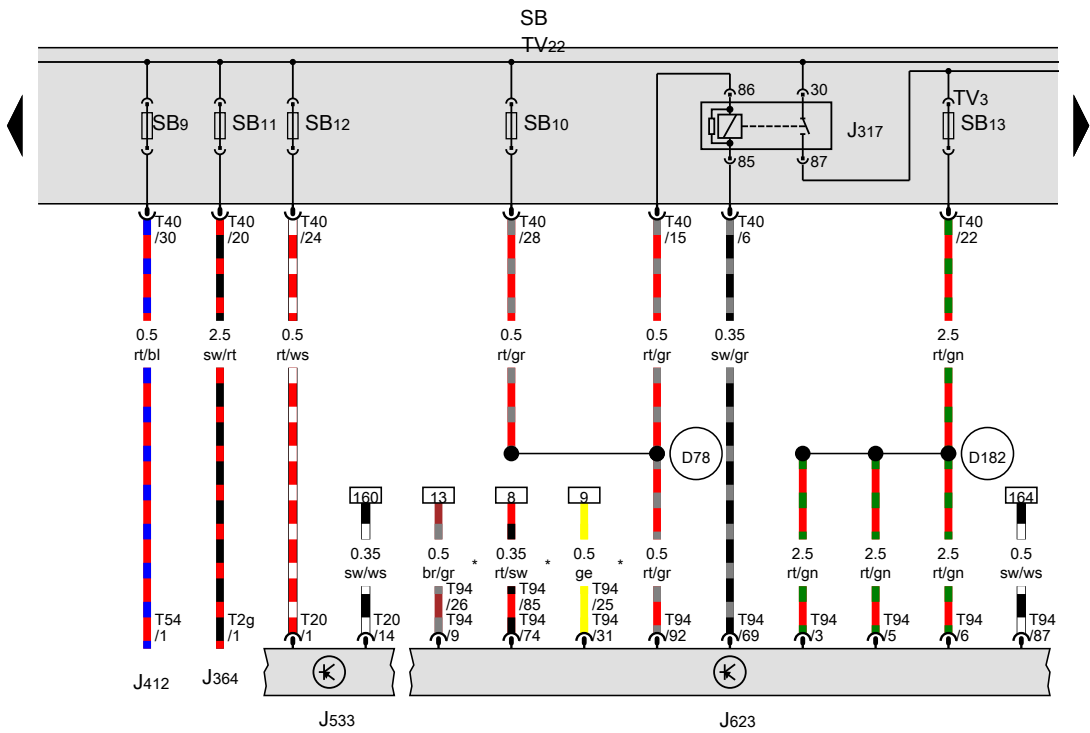 SB
TV22
SB9
SB11
SB12
SB10
86
30
85
87
J317
TV3
SB13
T40
/30
T40
/20
T40
/24
T40
/28
T40
/15
T40
/6
T40
/22
0.5
rt/bl
2.5
sw/rt
0.5
rt/ws
0.5
rt/gr
0.5
rt/gr
0.35
sw/gr
2.5
rt/gn
D78
D182
160
13
8
9
164
0.35
sw/ws
0.5
br/gr
*
0.35
rt/sw
*
0.5
ge
*
0.5
rt/gr
2.5
rt/gn
2.5
rt/gn
2.5
rt/gn
0.5
sw/ws
T54
/1
T2g
/1
T20
/1
T20
/14
T94
/26
T94
/9
T94
/85
T94
/74
T94
/25
T94
/31
T94
/92
T94
/69
T94
/3
T94
/5
T94
/6
T94
/87
J412
J364
J533
J623